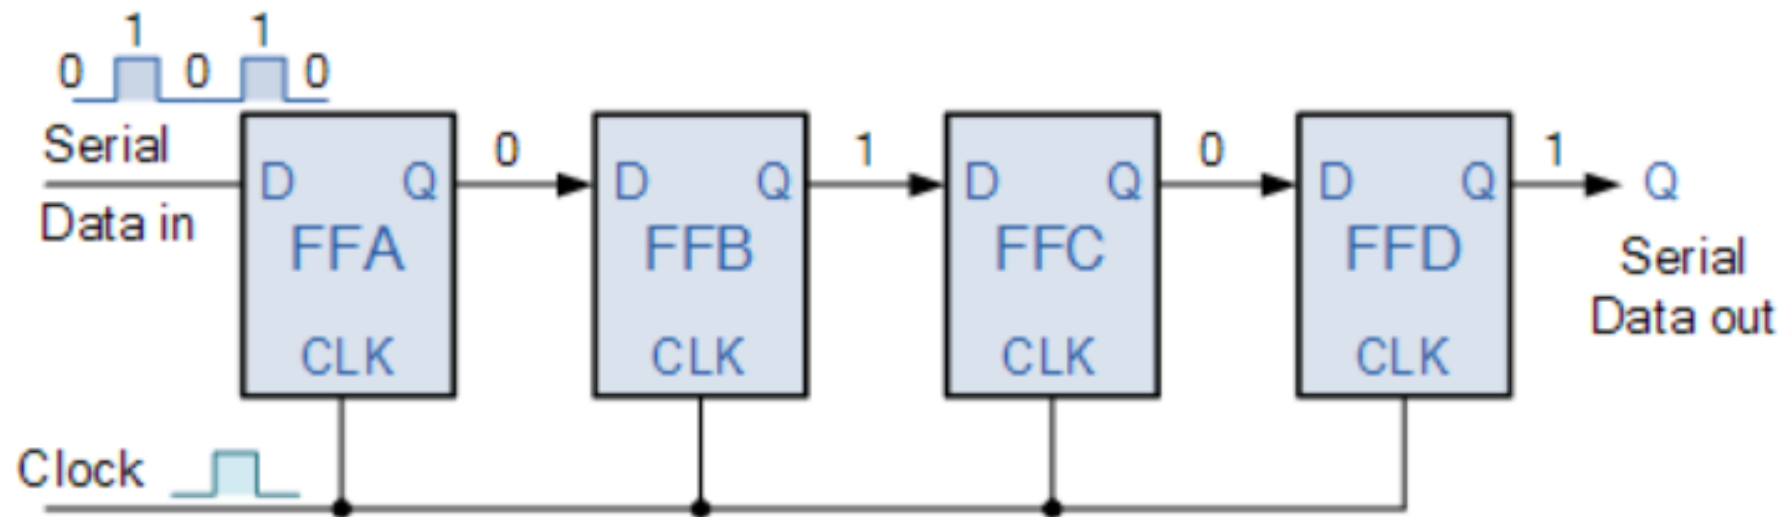 1 1
0 0 0
Serial
Data in
D Q
FFA
CLK
0
D Q
FFB
CLK
1
D Q
FFC
CLK
0
D Q
FFD
CLK
1
Q
Serial
Data out
Clock